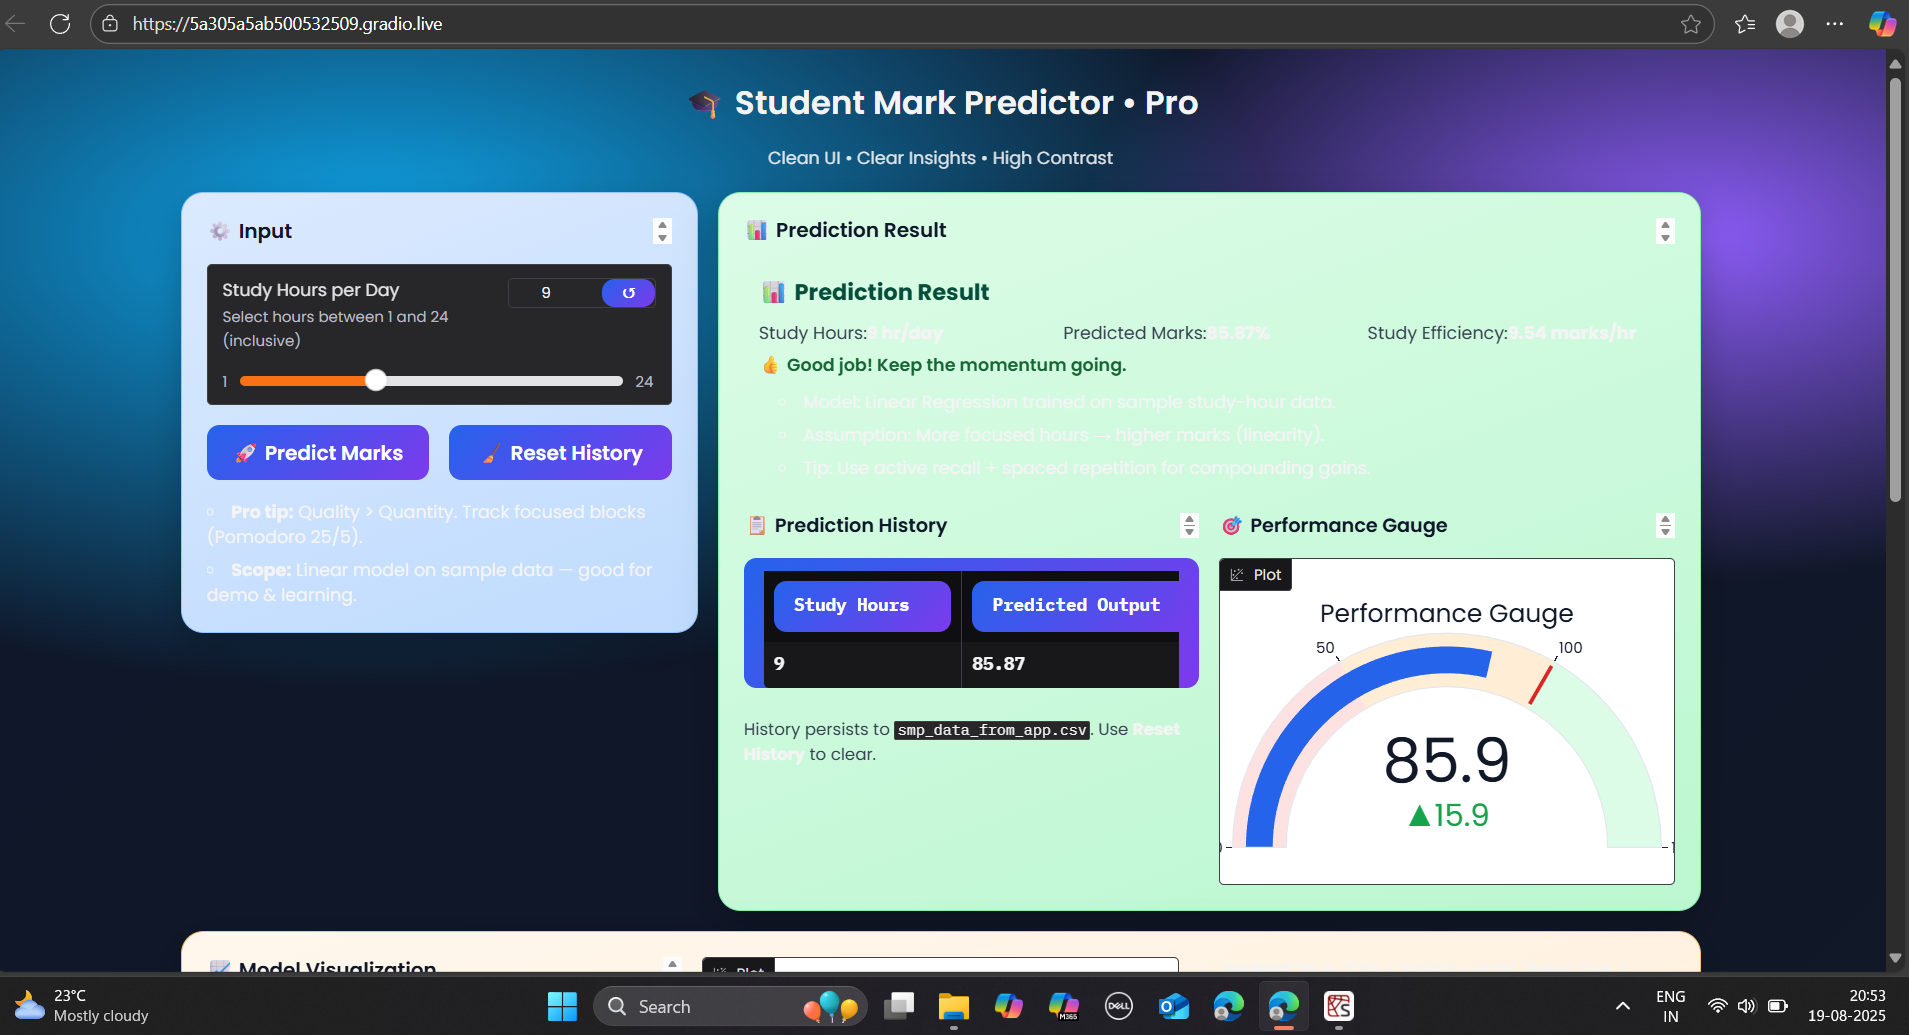 https://5a305a5ab500532509.gradio.live
🎓 Student Mark Predictor • Pro
Clean UI • Clear Insights • High Contrast
⚙️ Input
Study Hours per Day
9
↺
Select hours between 1 and 24
(inclusive)
1
24
🚀 Predict Marks
🧹 Reset History
Pro tip: Quality > Quantity. Track focused blocks
(Pomodoro 25/5).
Scope: Linear model on sample data — good for
demo & learning.
📊 Prediction Result
📊 Prediction Result
Study Hours:9 hr/day
Predicted Marks:85.87%
Study Efficiency:9.54 marks/hr
👍 Good job! Keep the momentum going.
Model: Linear Regression trained on sample study-hour data.
Assumption: More focused hours → higher marks (linearity).
Tip: Use active recall + spaced repetition for compounding gains.
📋 Prediction History
Study Hours
Predicted Output
9
85.87
History persists to smp_data_from_app.csv. Use Reset
History to clear.
🎯 Performance Gauge
Plot
Performance Gauge
50
100
85.9
▲15.9
📈 Model Visualization
Plot
23°C
Mostly cloudy
Search
M365
DELL
ENG
IN
20:53
19-08-2025